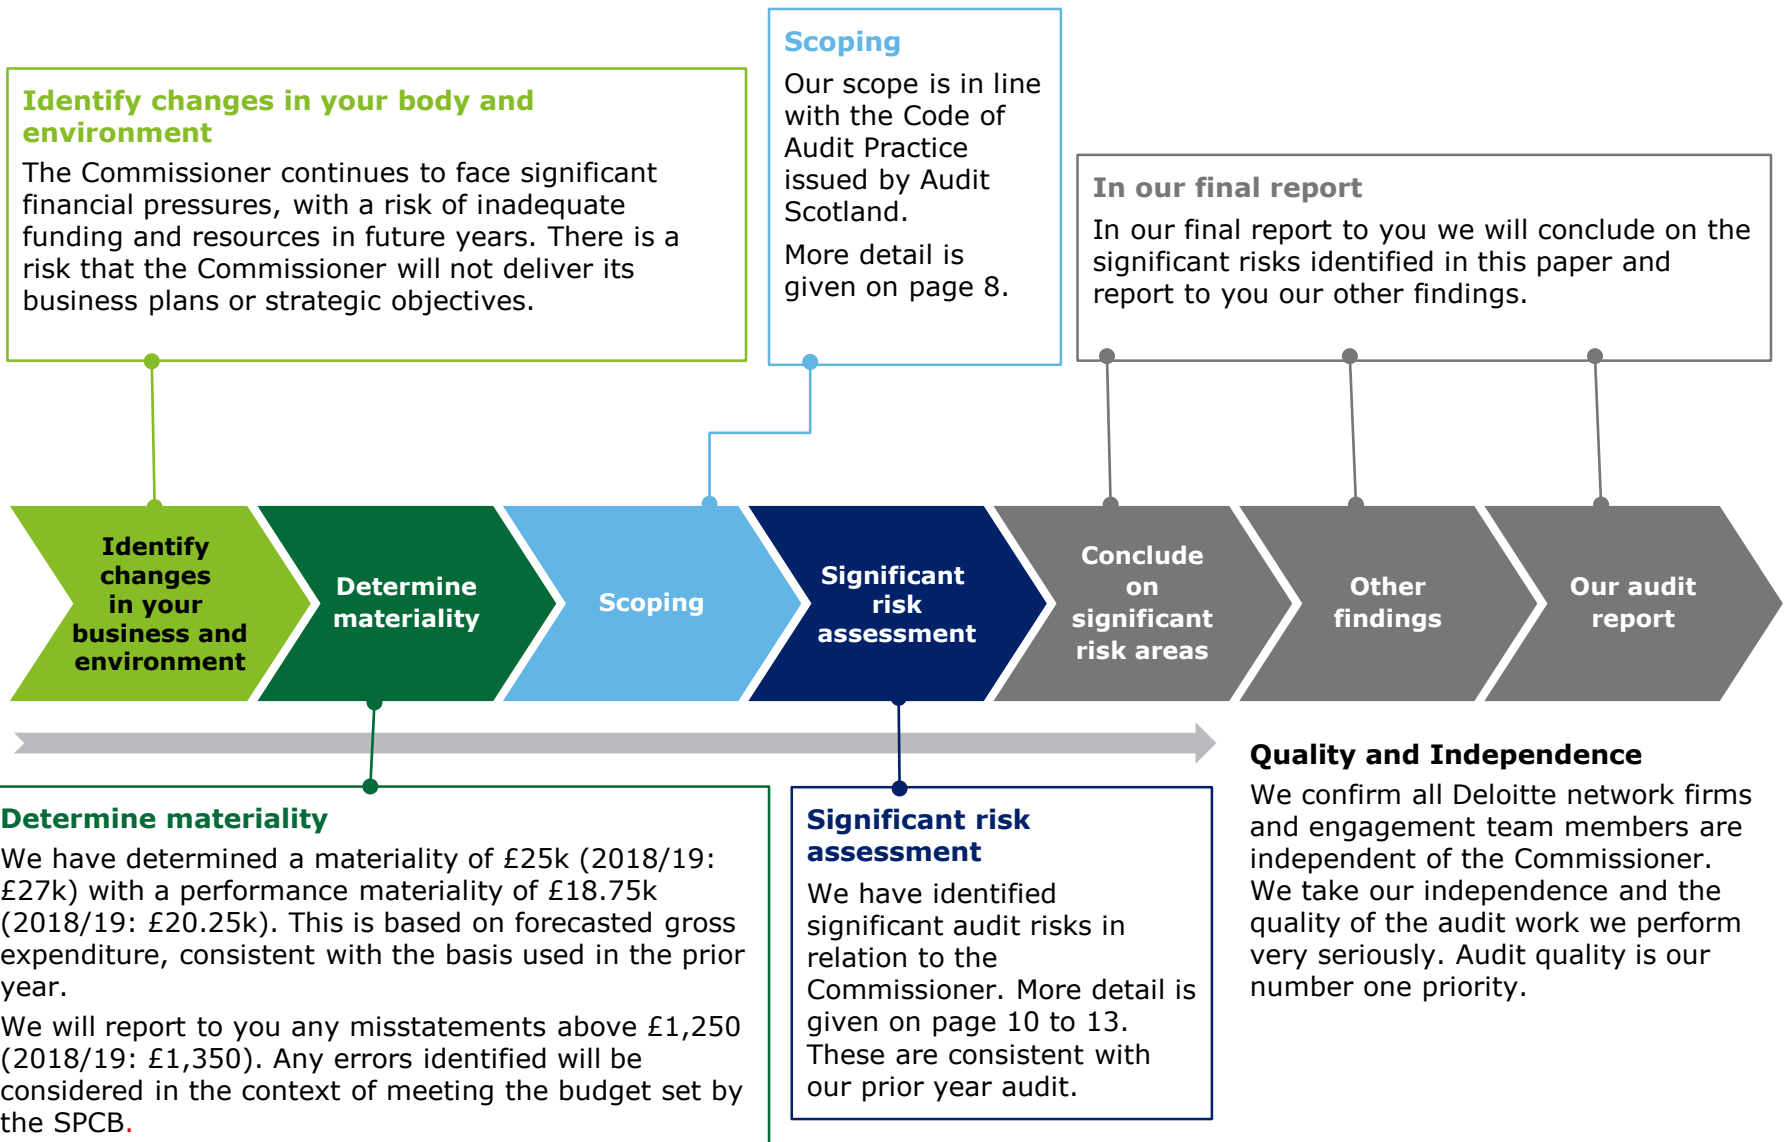 Identify changes in your body and
environment
The Commissioner continues to face significant
financial pressures, with a risk of inadequate
funding and resources in future years. There is a
risk that the Commissioner will not deliver its
business plans or strategic objectives.
Scoping
Our scope is in line
with the Code of
Audit Practice
issued by Audit
Scotland.
More detail is
given on page 8.
In our final report
In our final report to you we will conclude on the
significant risks identified in this paper and
report to you our other findings.
Identify
changes
in your
business and
environment
Determine
materiality
Scoping
Significant
risk
assessment
Conclude
on
significant
risk areas
Other
findings
Our audit
report
Determine materiality
We have determined a materiality of £25k (2018/19:
£27k) with a performance materiality of £18.75k
(2018/19: £20.25k). This is based on forecasted gross
expenditure, consistent with the basis used in the prior
year.
We will report to you any misstatements above £1,250
(2018/19: £1,350). Any errors identified will be
considered in the context of meeting the budget set by
the SPCB.
Significant risk
assessment
We have identified
significant audit risks in
relation to the
Commissioner. More detail is
given on page 10 to 13.
These are consistent with
our prior year audit.
Quality and Independence
We confirm all Deloitte network firms
and engagement team members are
independent of the Commissioner.
We take our independence and the
quality of the audit work we perform
very seriously. Audit quality is our
number one priority.